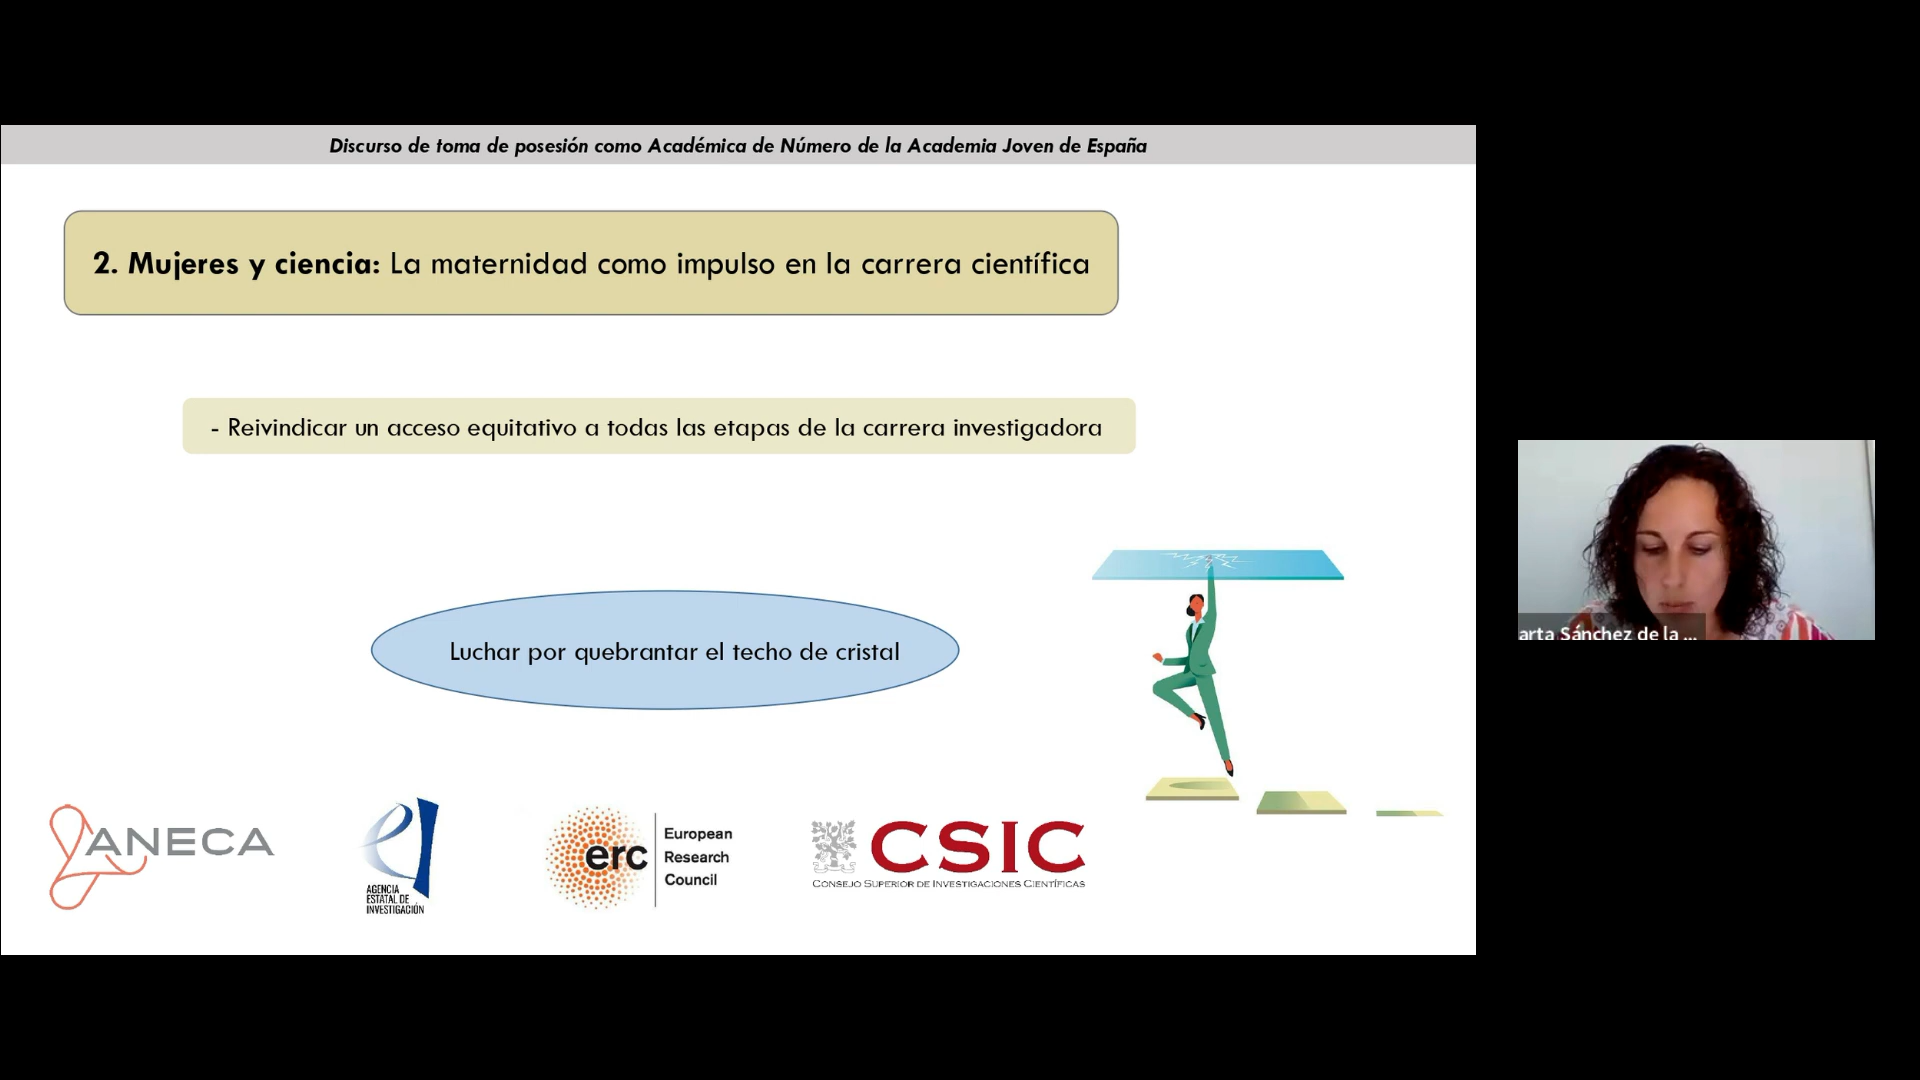 Discurso de toma de posesión como Académica de Número de la Academia Joven de España
2. Mujeres y ciencia: La maternidad como impulso en la carrera científica
- Reivindicar un acceso equitativo a todas las etapas de la carrera investigadora
Luchar por quebrantar el techo de cristal
arta Sánchez de la ...
ANECA
AGENCIA
ESTATAL DE
INVESTIGACIÓN
erc
European
Research
Council
CSIC
CONSEJO SUPERIOR DE INVESTIGACIONES CIENTÍFICAS